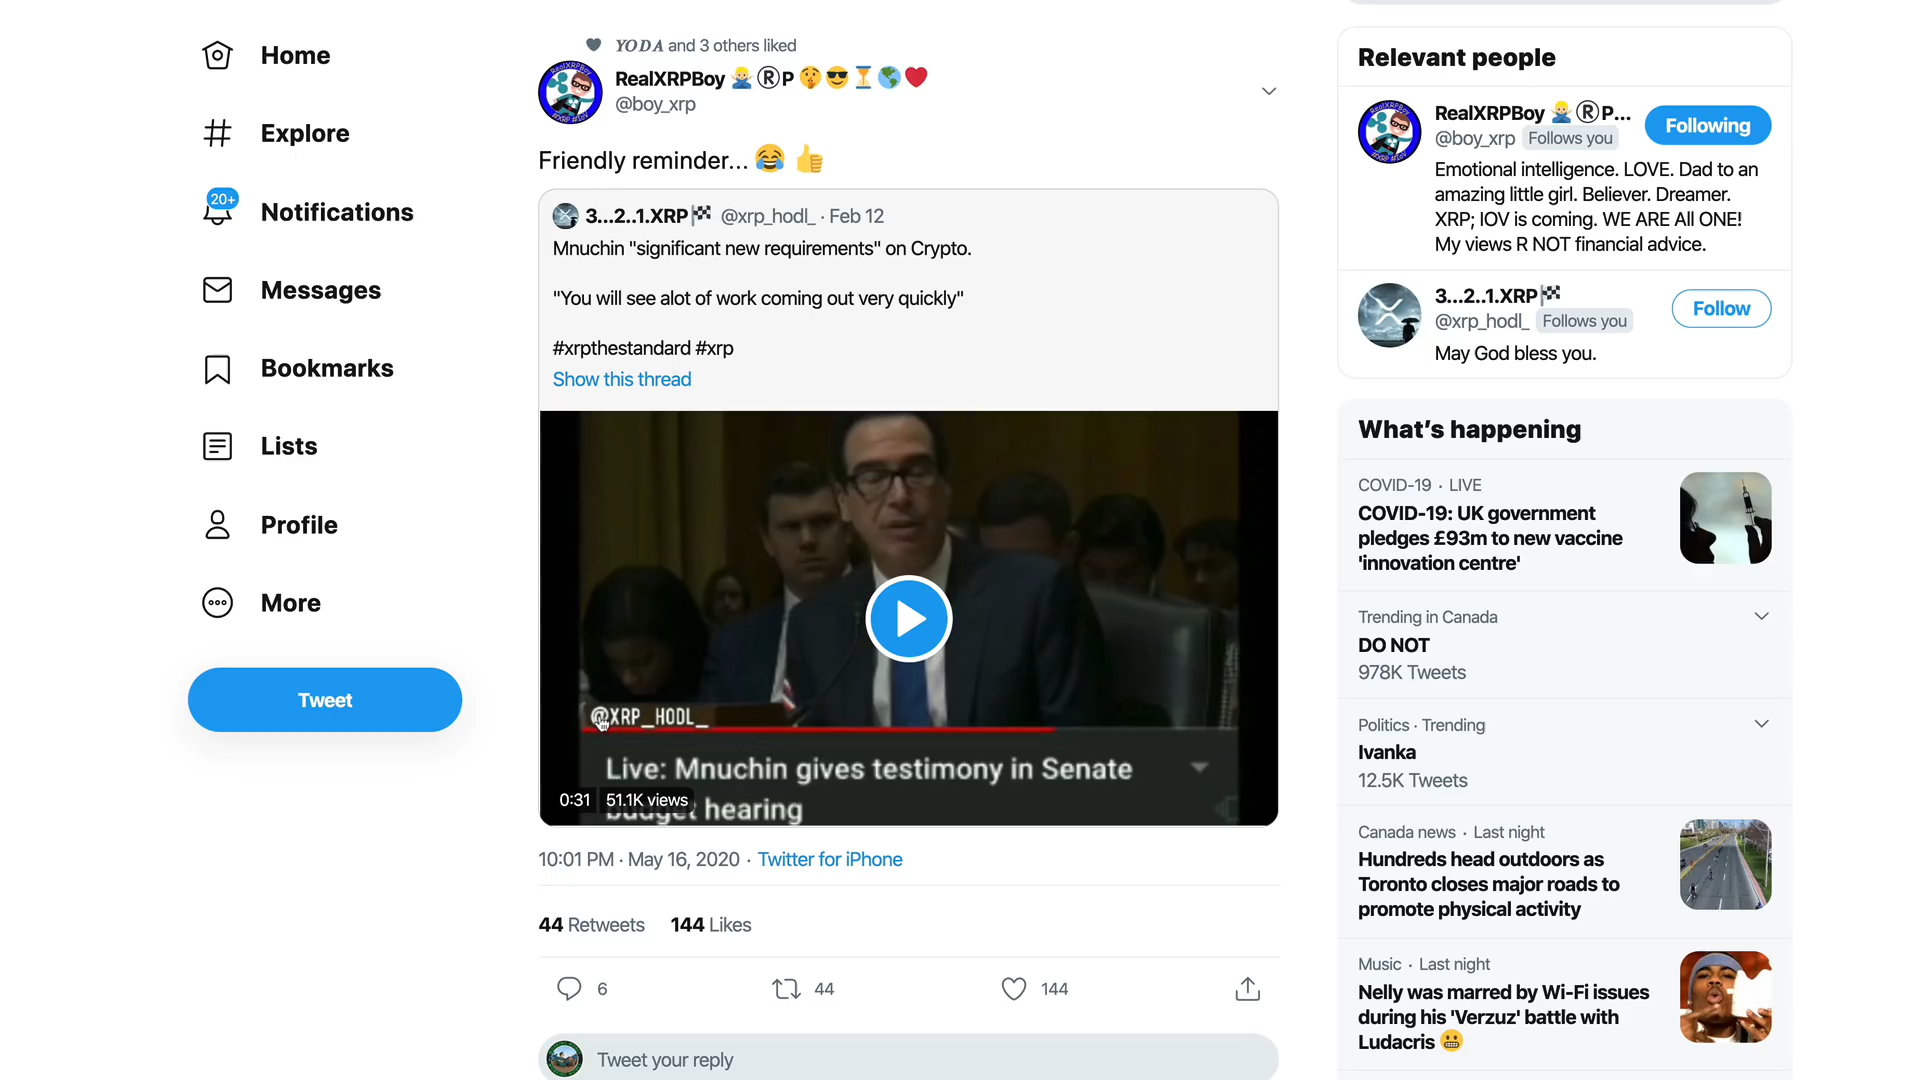 Home
Explore
20+
Notifications
Messages
Bookmarks
Lists
Profile
More
Tweet
YODA and 3 others liked
RealXRPBoy 🙅🏼‍♂️ ®P 🤫😎⏳🌎❤️
@boy_xrp
Friendly reminder... 😂 👍
3...2..1.XRP🏁 @xrp_hodl_ · Feb 12
Mnuchin "significant new requirements" on Crypto.
"You will see alot of work coming out very quickly"
#xrpthestandard #xrp
Show this thread
@XRP_HODL_
Live: Mnuchin gives testimony in Senate
budget hearing
0:31 51.1K views
10:01 PM · May 16, 2020 · Twitter for iPhone
44 Retweets 144 Likes
6 44 144
Tweet your reply
Relevant people
RealXRPBoy 🙅🏼‍♂️ ®P...
@boy_xrp Follows you
Following
Emotional intelligence. LOVE. Dad to an
amazing little girl. Believer. Dreamer.
XRP; IOV is coming. WE ARE All ONE!
My views R NOT financial advice.
3...2..1.XRP🏁
@xrp_hodl_ Follows you
Follow
May God bless you.
What's happening
COVID-19 · LIVE
COVID-19: UK government
pledges £93m to new vaccine
'innovation centre'
Trending in Canada
DO NOT
978K Tweets
Politics · Trending
Ivanka
12.5K Tweets
Canada news · Last night
Hundreds head outdoors as
Toronto closes major roads to
promote physical activity
Music · Last night
Nelly was marred by Wi-Fi issues
during his 'Verzuz' battle with
Ludacris 😬